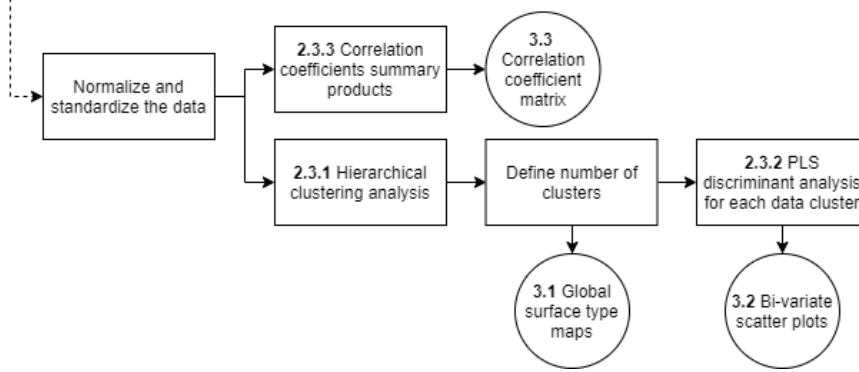 Normalize and
standardize the data
2.3.3 Correlation
coefficients summary
products
3.3
Correlation
coefficient
matrix
2.3.1 Hierarchical
clustering analysis
Define number of
clusters
2.3.2 PLS
discriminant analysis
for each data cluster
3.1 Global
surface type
maps
3.2 Bi-variate
scatter plots